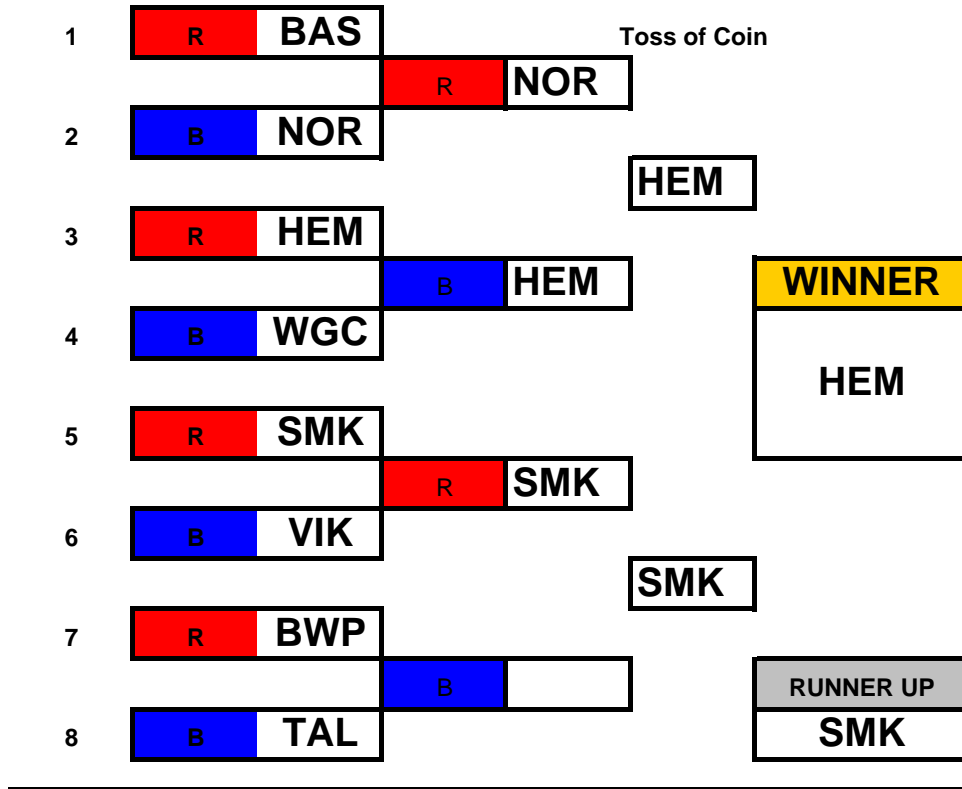 1 R BAS Toss of Coin
R NOR
2 B NOR
HEM
3 R HEM
B HEM WINNER
4 B WGC
HEM
5 R SMK
R SMK
6 B VIK
SMK
7 R BWP
B RUNNER UP
8 B TAL SMK